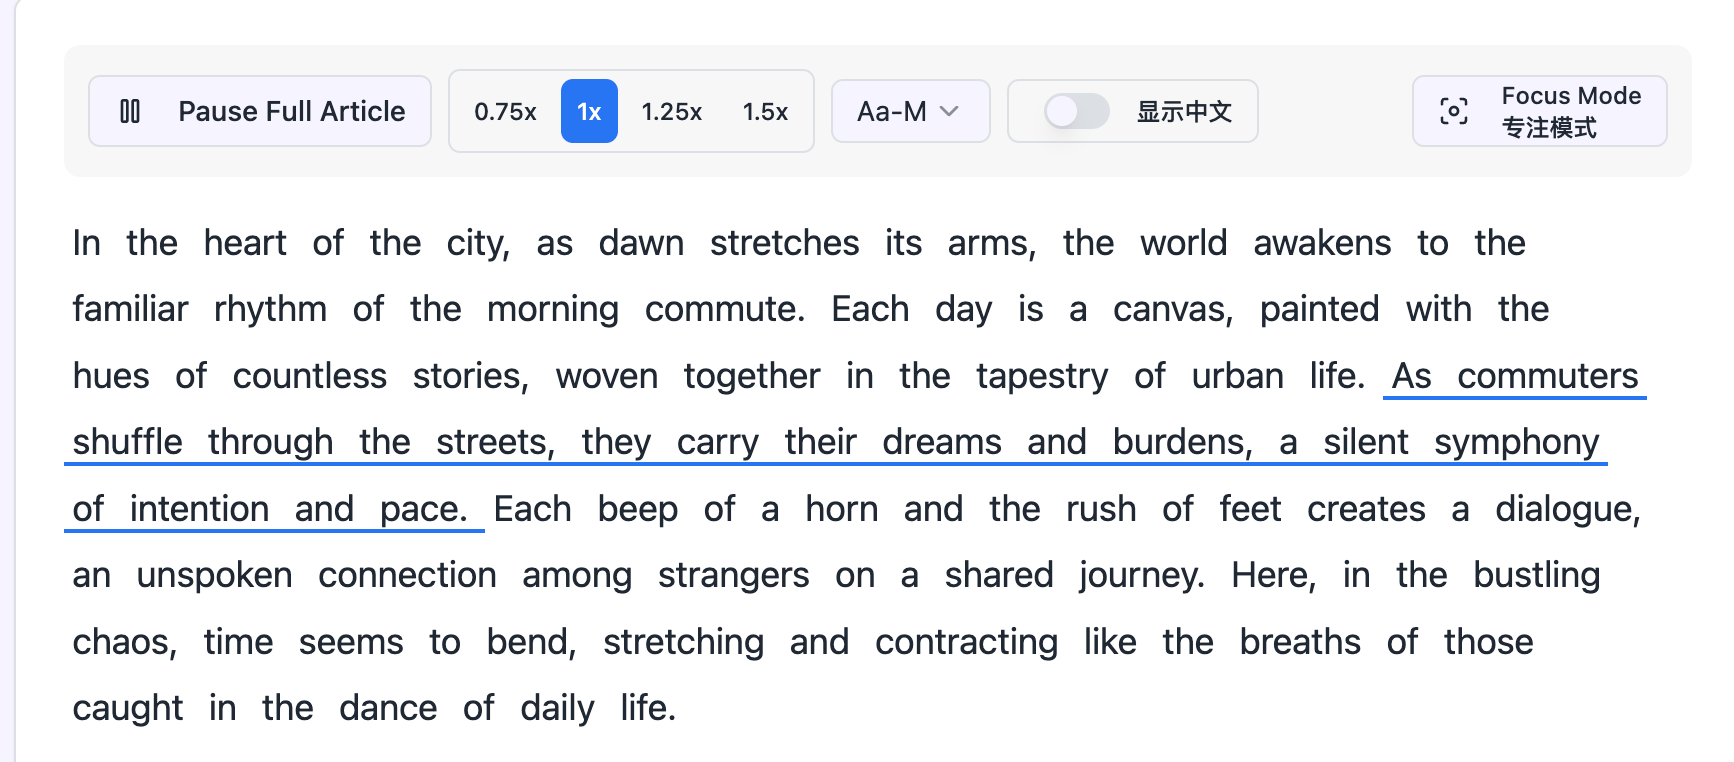 Pause Full Article
0.75x 1x 1.25x 1.5x
Aa-M
显示中文
Focus Mode
专注模式
In the heart of the city, as dawn stretches its arms, the world awakens to the
familiar rhythm of the morning commute. Each day is a canvas, painted with the
hues of countless stories, woven together in the tapestry of urban life. As commuters
shuffle through the streets, they carry their dreams and burdens, a silent symphony
of intention and pace. Each beep of a horn and the rush of feet creates a dialogue,
an unspoken connection among strangers on a shared journey. Here, in the bustling
chaos, time seems to bend, stretching and contracting like the breaths of those
caught in the dance of daily life.